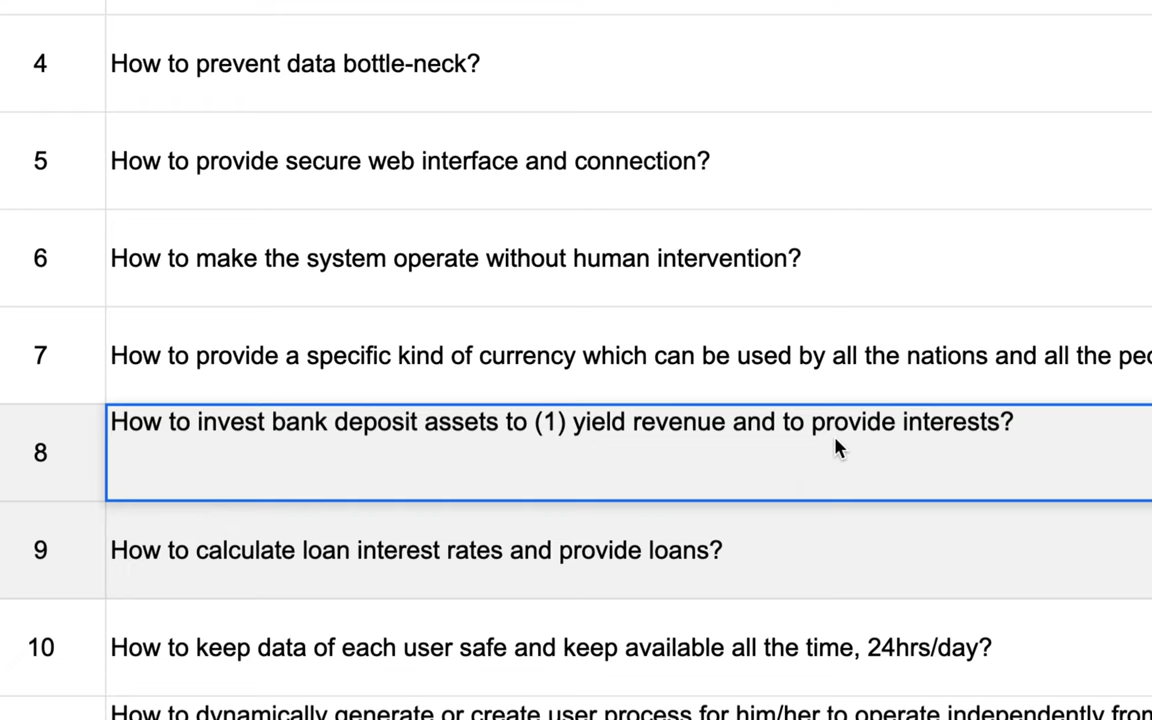 4 How to prevent data bottle-neck?
5 How to provide secure web interface and connection?
6 How to make the system operate without human intervention?
7 How to provide a specific kind of currency which can be used by all the nations and all the
8 How to invest bank deposit assets to (1) yield revenue and to provide interests?
9 How to calculate loan interest rates and provide loans?
10 How to keep data of each user safe and keep available all the time, 24hrs/day?
How to dynamically generate or create user process for him/her to operate independently from